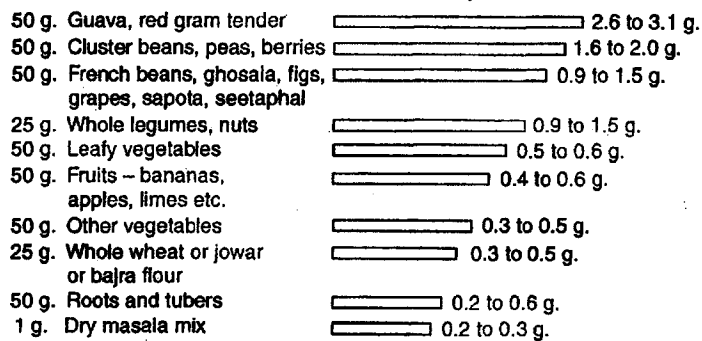 50 g. Guava, red gram tender 2.6 to 3.1 g.
50 g. Cluster beans, peas, berries 1.6 to 2.0 g.
50 g. French beans, ghosala, figs, 0.9 to 1.5 g.
grapes, sapota, seetaphal
25 g. Whole legumes, nuts 0.9 to 1.5 g.
50 g. Leafy vegetables 0.5 to 0.6 g.
50 g. Fruits – bananas, 0.4 to 0.6 g.
apples, limes etc.
50 g. Other vegetables 0.3 to 0.5 g.
25 g. Whole wheat or jowar 0.3 to 0.5 g.
or bajra flour
50 g. Roots and tubers 0.2 to 0.6 g.
1 g. Dry masala mix 0.2 to 0.3 g.